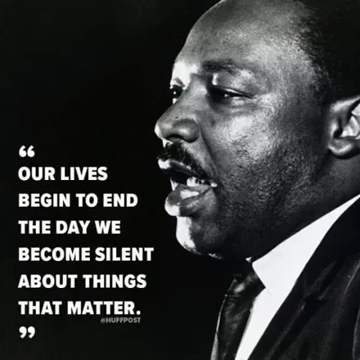 “
OUR LIVES
BEGIN TO END
THE DAY WE
BECOME SILENT
ABOUT THINGS
THAT MATTER.
@HUFFPOST
”